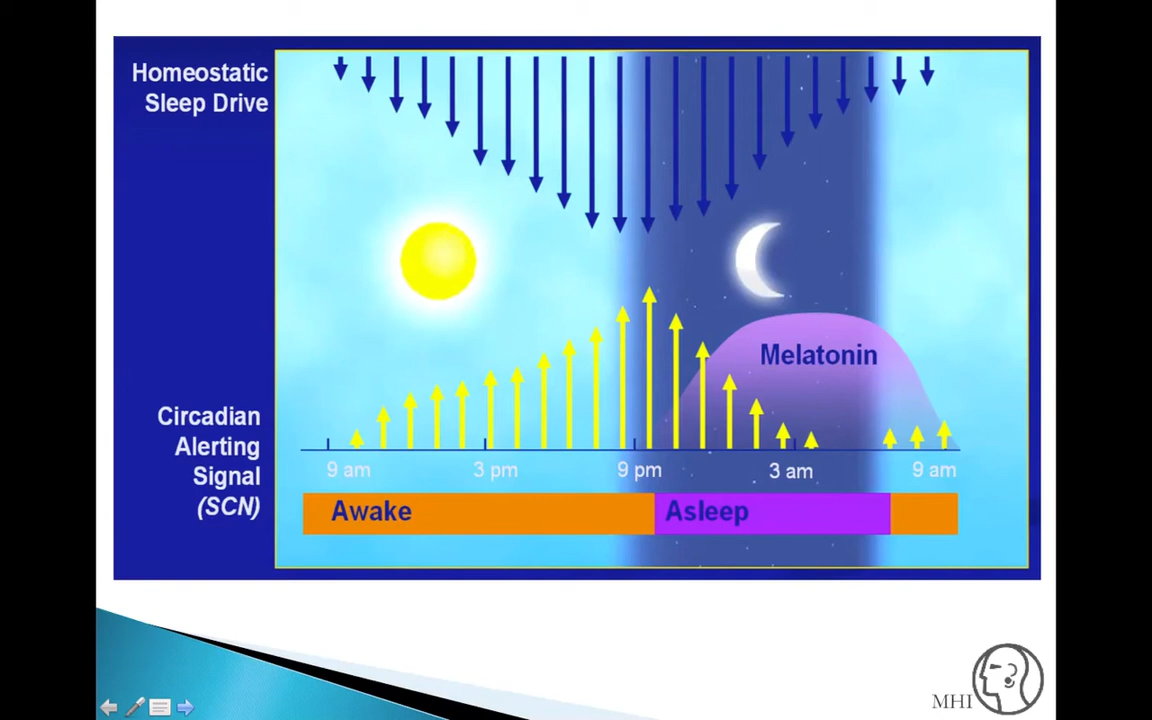 Homeostatic
Sleep Drive
Melatonin
Circadian
Alerting
Signal
(SCN)
9 am 3 pm 9 pm 3 am 9 am
Awake Asleep
MHI